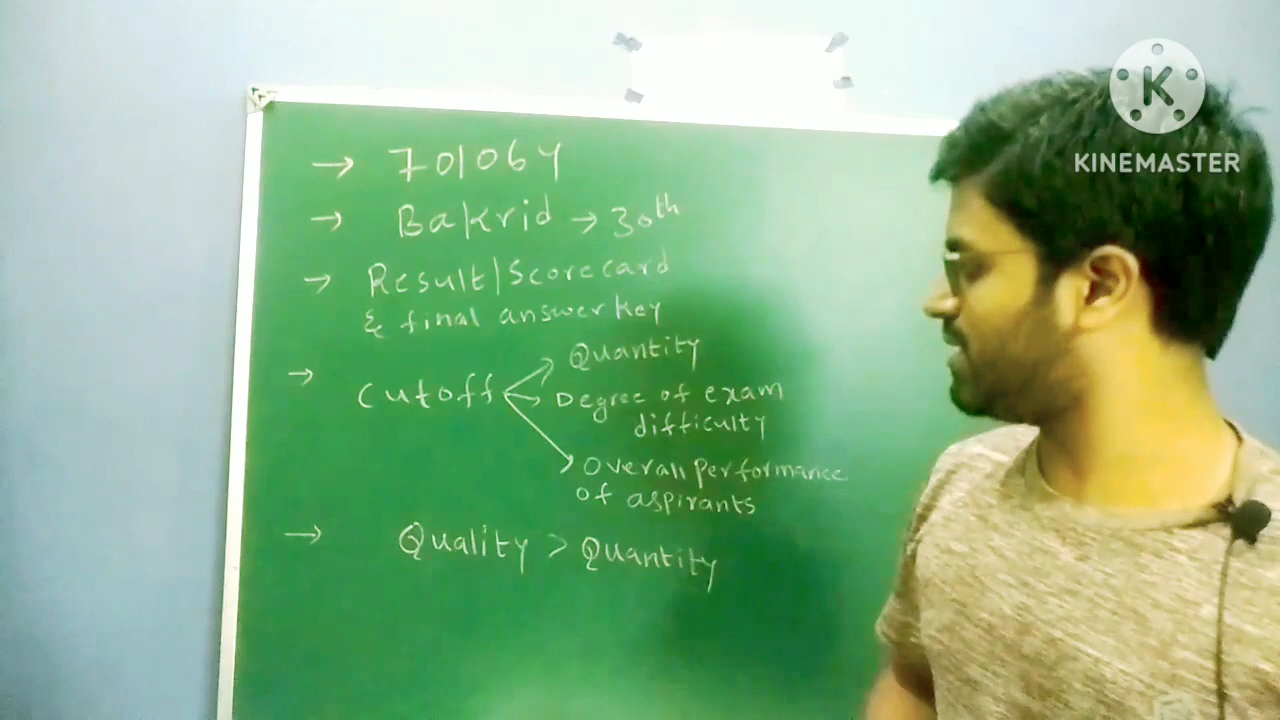 → 701064
→ Bakrid → 30th
→ Result/Scorecard
& final answer key
→ Cutoff
Quantity
Degree of exam
difficulty
Overall performance
of aspirants
→ Quality > Quantity
K
KINEMASTER